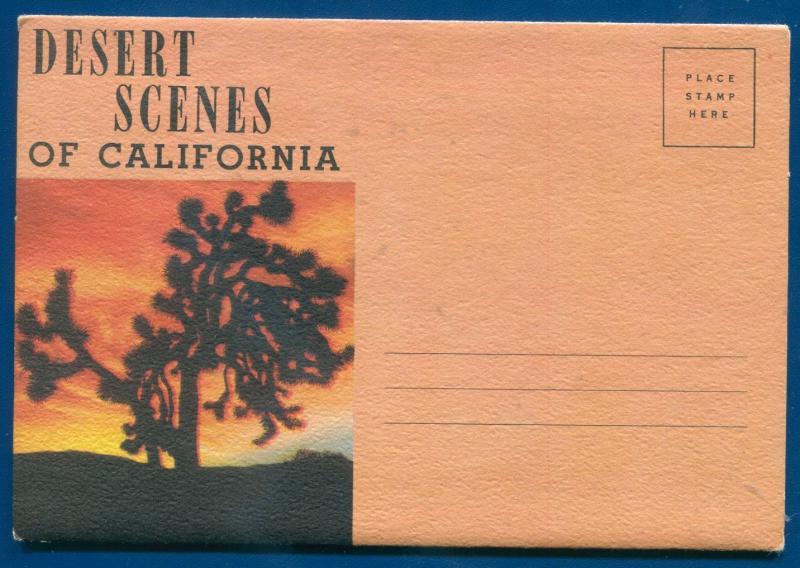 DESERT
SCENES
OF CALIFORNIA
PLACE
STAMP
HERE